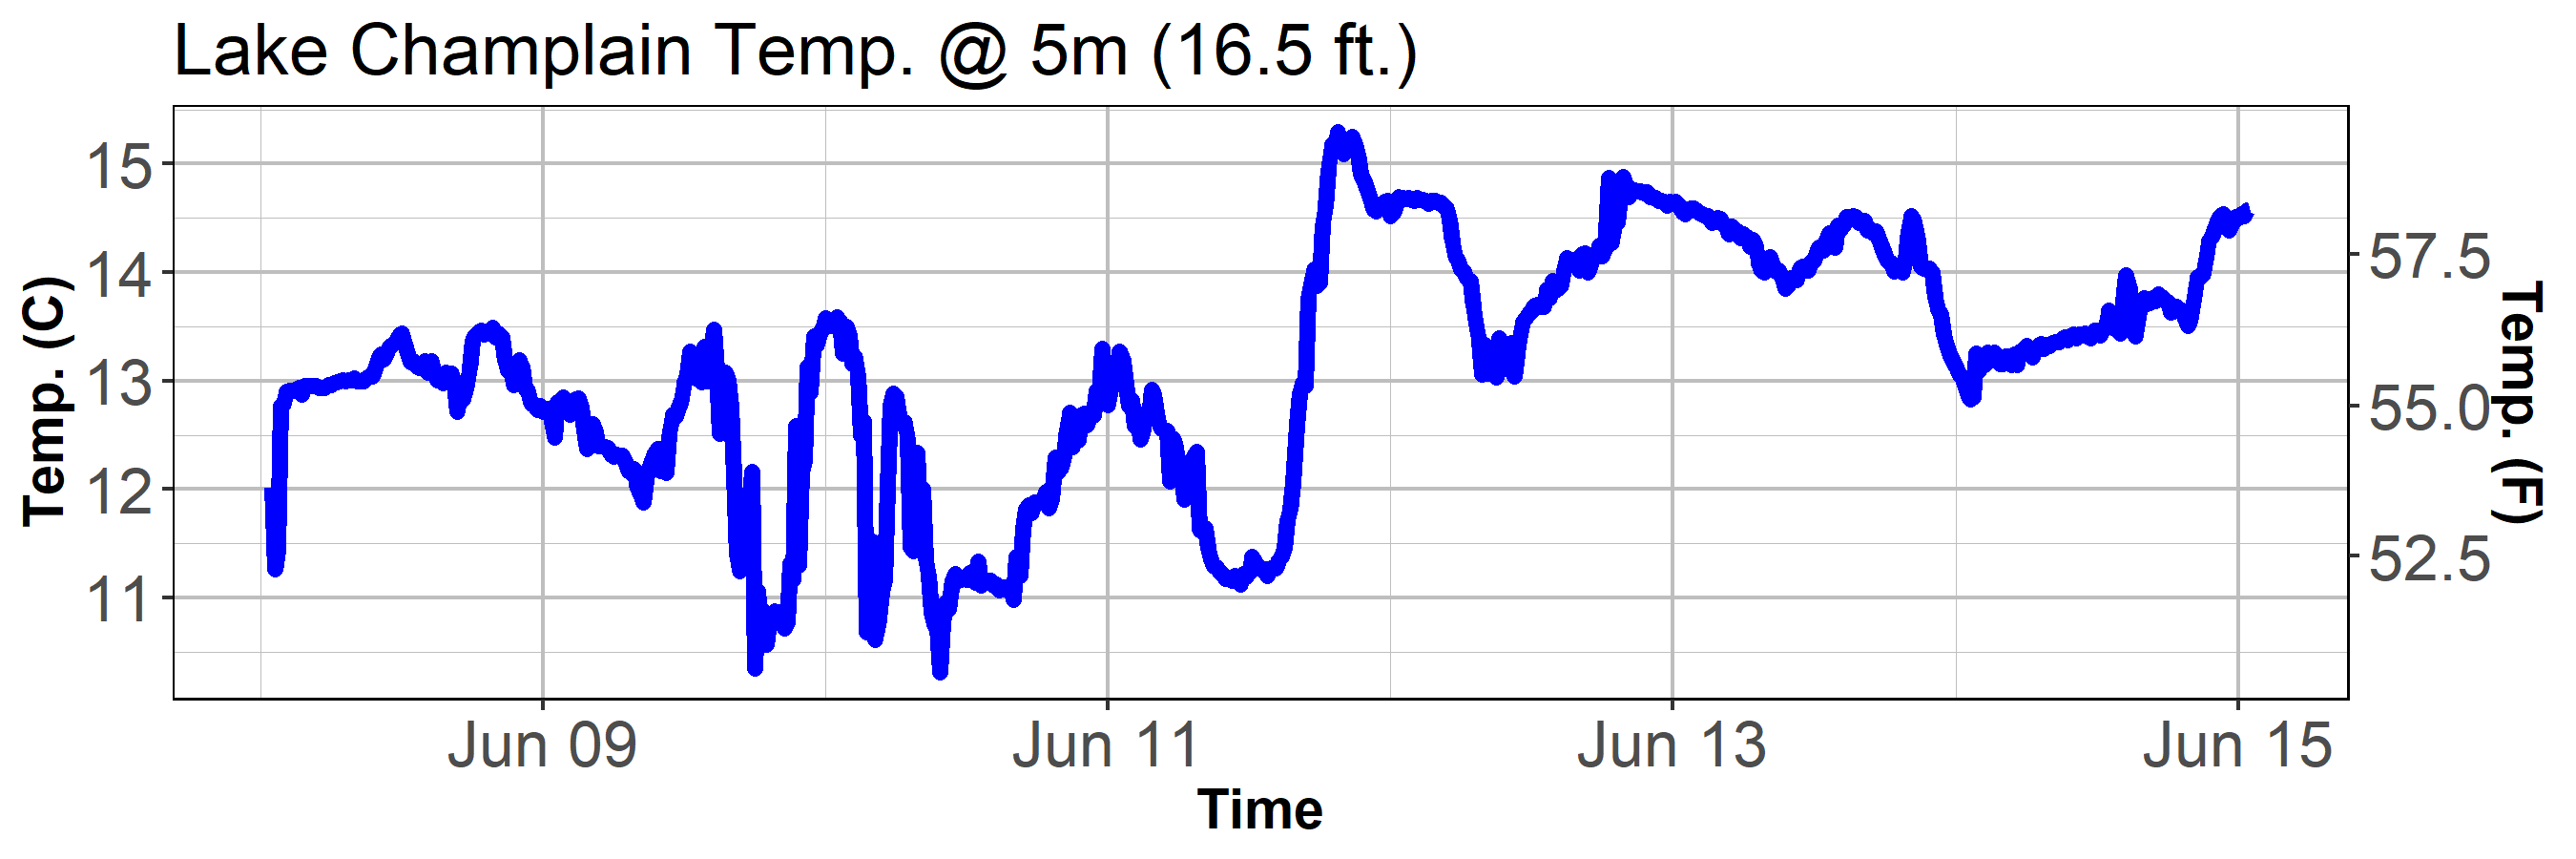 Lake Champlain Temp. @ 5m (16.5 ft.)
Temp. (C)
15
14
13
12
11
57.5
55.0
52.5
Temp. (F)
Jun 09 Jun 11 Jun 13 Jun 15
Time